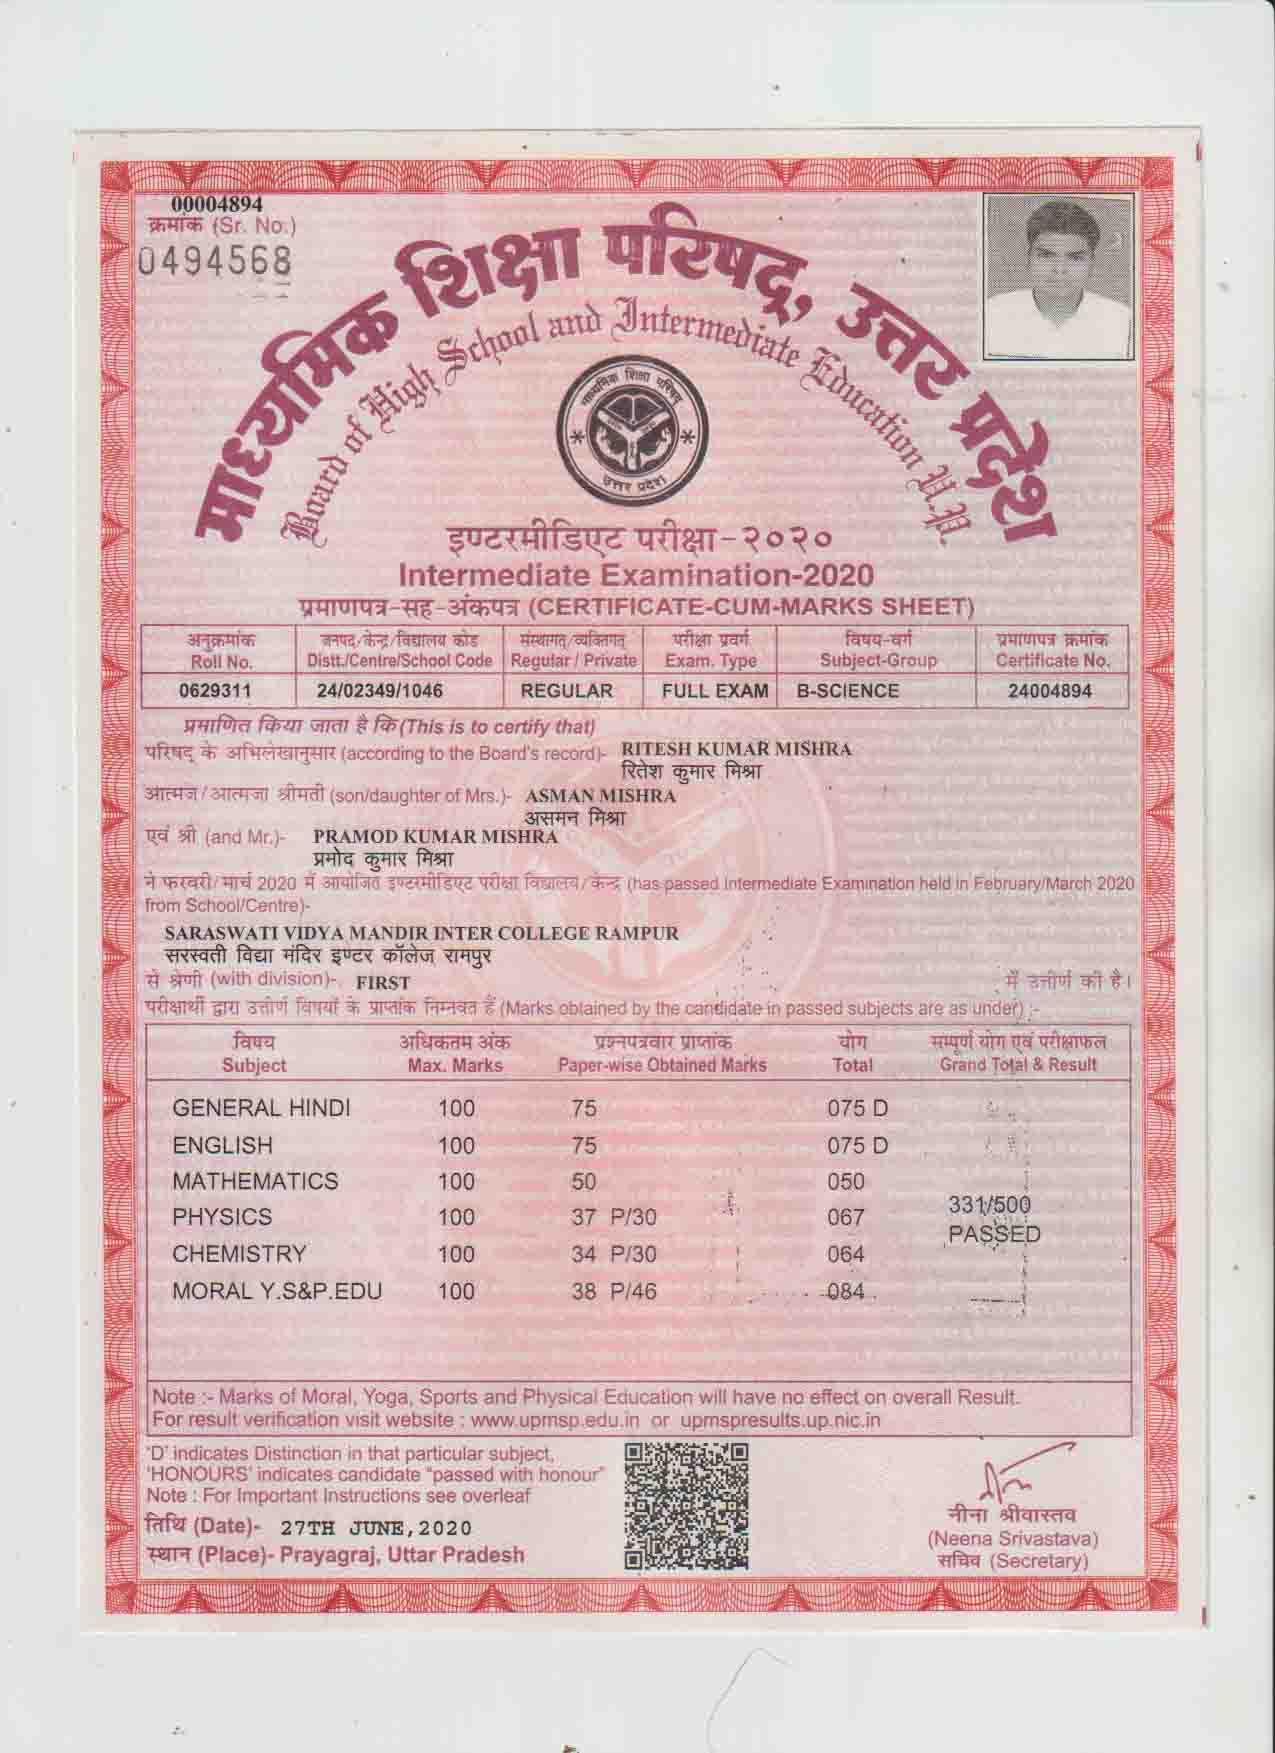 00004894
क्रमांक (Sr. No.)
0494568
माध्यमिक शिक्षा परिषद्, उत्तर प्रदेश
Board of High School and Intermediate Education U.P.
माध्यमिक शिक्षा परिषद्
उत्तर प्रदेश
इण्टरमीडिएट परीक्षा-२०२०
Intermediate Examination-2020
प्रमाणपत्र-सह-अंकपत्र (CERTIFICATE-CUM-MARKS SHEET)
अनुक्रमांक जनपद/केन्द्र/विद्यालय कोड संस्थागत/व्यक्तिगत परीक्षा प्रवर्ग विषय-वर्ग प्रमाणपत्र क्रमांक
Roll No. Distt./Centre/School Code Regular / Private Exam. Type Subject-Group Certificate No.
0629311 24/02349/1046 REGULAR FULL EXAM B-SCIENCE 24004894
प्रमाणित किया जाता है कि (This is to certify that)
परिषद् के अभिलेखानुसार (according to the Board's record)- RITESH KUMAR MISHRA
रितेश कुमार मिश्रा
आत्मज/आत्मजा श्रीमती (son/daughter of Mrs.)- ASMAN MISHRA
असमन मिश्रा
एवं श्री (and Mr.)- PRAMOD KUMAR MISHRA
प्रमोद कुमार मिश्रा
ने फरवरी/मार्च 2020 में आयोजित इण्टरमीडिएट परीक्षा विद्यालय/केन्द्र (has passed Intermediate Examination held in February/March 2020
from School/Centre)-
SARASWATI VIDYA MANDIR INTER COLLEGE RAMPUR
सरस्वती विद्या मंदिर इण्टर कॉलेज रामपुर
से श्रेणी (with division)- FIRST में उत्तीर्ण की है।
परीक्षार्थी द्वारा उत्तीर्ण विषयों के प्राप्तांक निम्नवत हैं (Marks obtained by the candidate in passed subjects are as under) :-
विषय अधिकतम अंक प्रश्नपत्रवार प्राप्तांक योग सम्पूर्ण योग एवं परीक्षाफल
Subject Max. Marks Paper-wise Obtained Marks Total Grand Total & Result
GENERAL HINDI 100 75 075 D
ENGLISH 100 75 075 D
MATHEMATICS 100 50 050
PHYSICS 100 37 P/30 067 331/500
PASSED
CHEMISTRY 100 34 P/30 064
MORAL Y.S&P.EDU 100 38 P/46 084
Note :- Marks of Moral, Yoga, Sports and Physical Education will have no effect on overall Result.
For result verification visit website : www.upmsp.edu.in or upmspresults.up.nic.in
'D' indicates Distinction in that particular subject,
'HONOURS' indicates candidate "passed with honour"
Note : For Important Instructions see overleaf
तिथि (Date)- 27TH JUNE,2020
स्थान (Place)- Prayagraj, Uttar Pradesh
नीना श्रीवास्तव
(Neena Srivastava)
सचिव (Secretary)